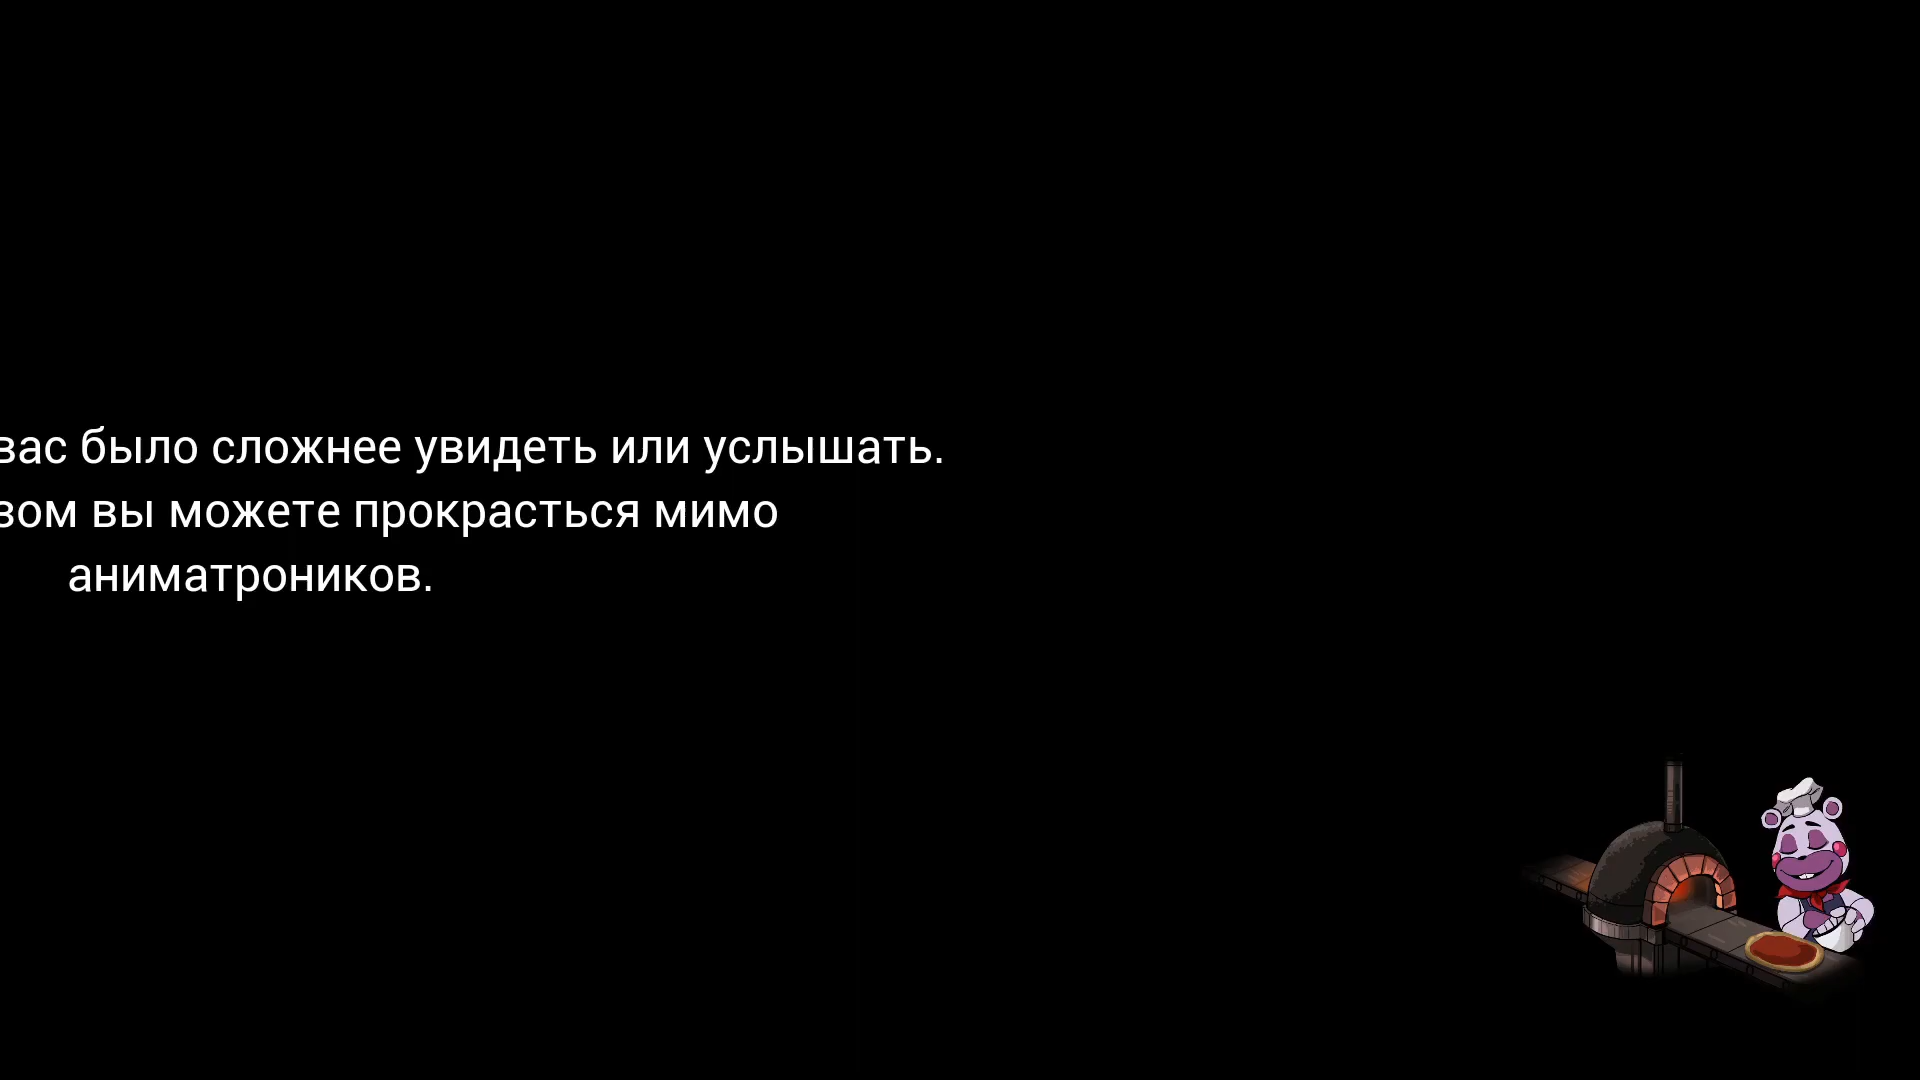 вас было сложнее увидеть или услышать.
зом вы можете прокрасться мимо
аниматроников.